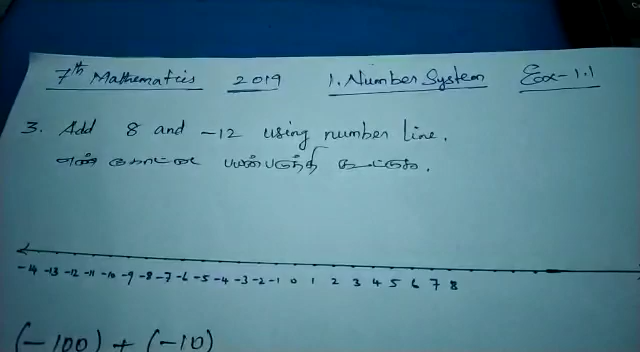 7th Mathematics 2019 1. Number System Ex-1.1
3. Add 8 and -12 using number line.
எண் கோட்டை பயன்படுத்தி கூட்டுக.
-14 -13 -12 -11 -10 -9 -8 -7 -6 -5 -4 -3 -2 -1 0 1 2 3 4 5 6 7 8
(-100) + (-10)